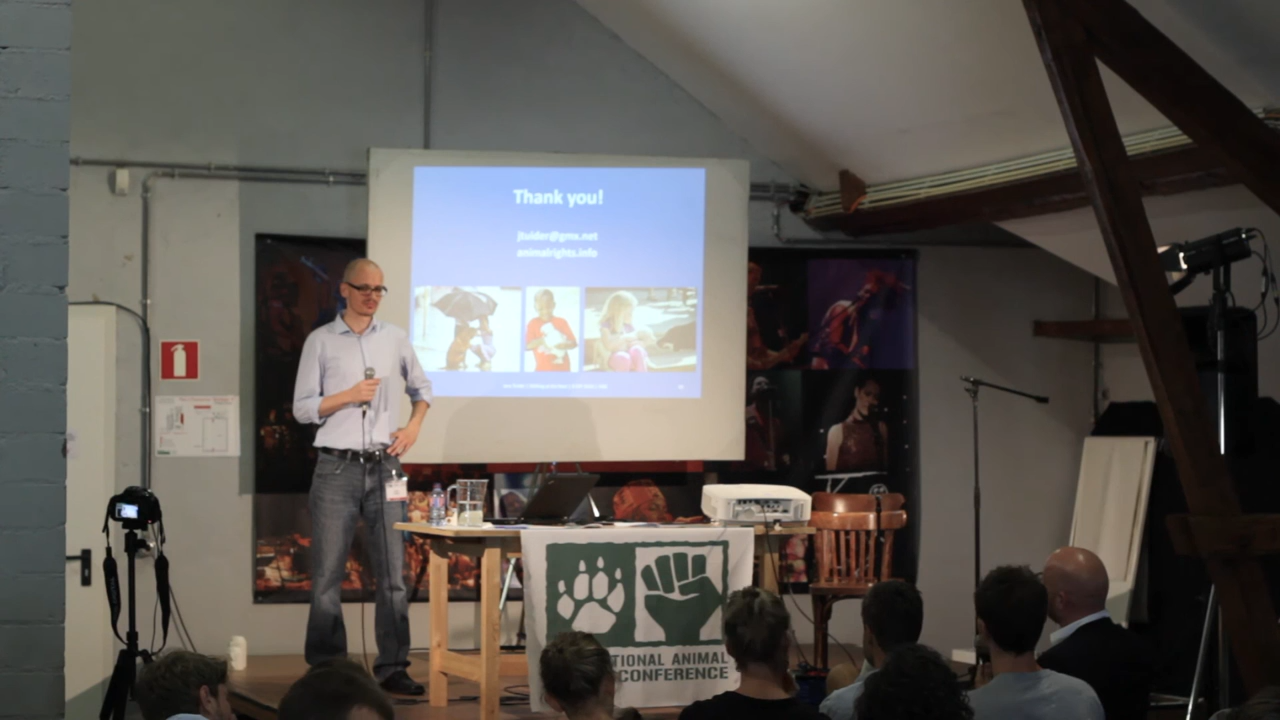 Thank you!
jtuider@gmx.net
animalrights.info
TIONAL ANIMAL
CONFERENCE